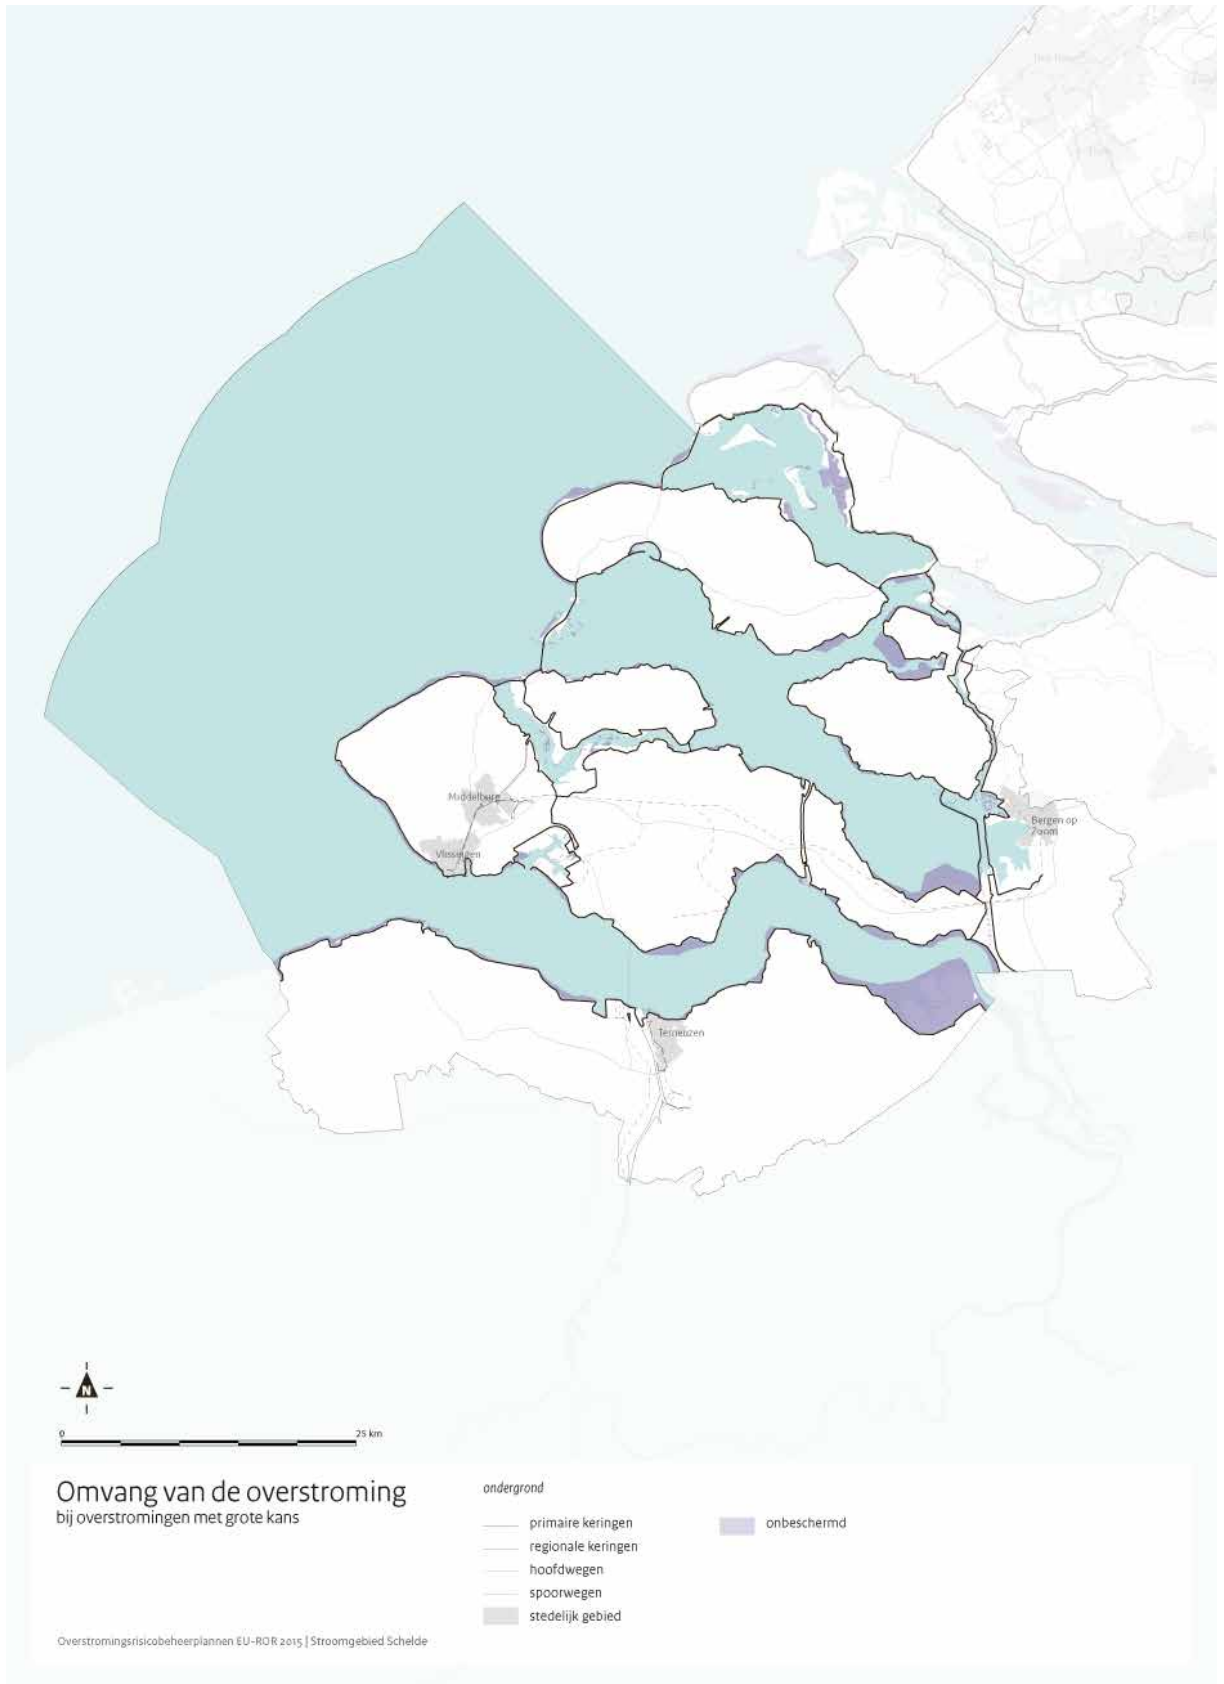 Middelburg
Vlissingen
Bergen op
Zoom
Terneuzen
N
0 25 km
Omvang van de overstroming
bij overstromingen met grote kans
ondergrond
primaire keringen
regionale keringen
hoofdwegen
spoorwegen
stedelijk gebied
onbeschermd
Overstromingsrisicobeheerplannen EU-ROR 2015 | Stroomgebied Schelde